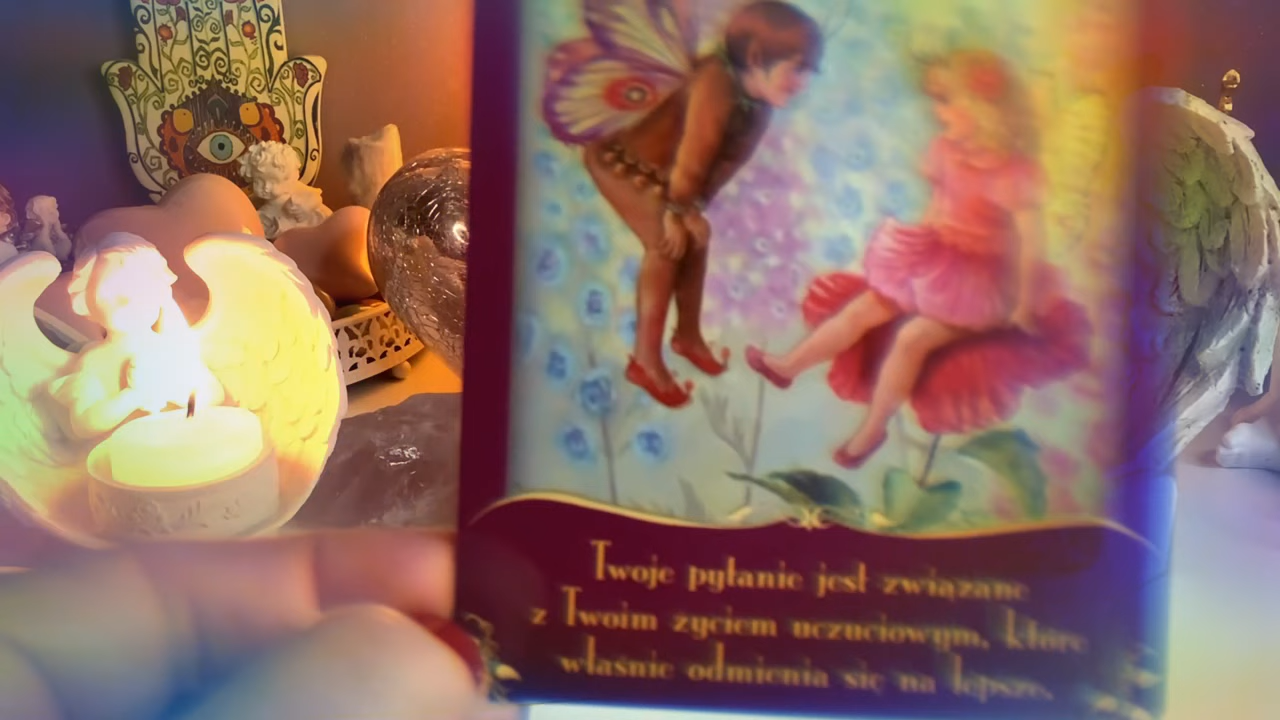 Twoje pytanie jest związane
z Twoim życiem uczuciowym, które
właśnie odmienia się na lepsze.